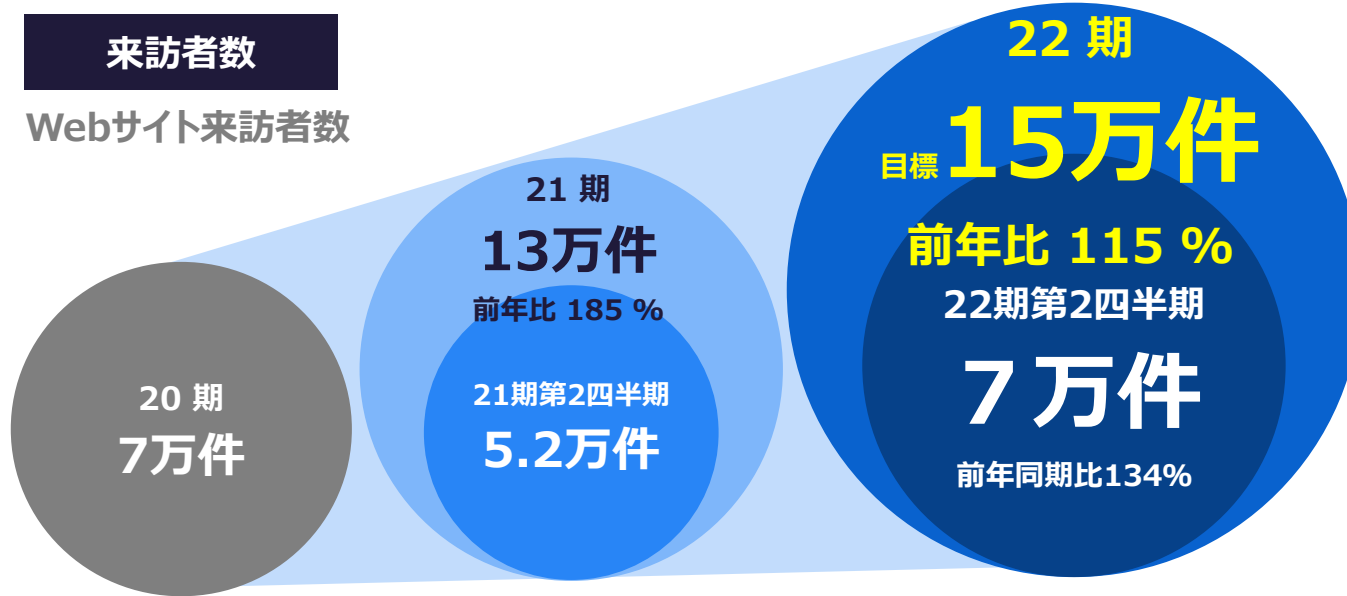 来訪者数
Webサイト来訪者数
20 期
7万件
21 期
13万件
前年比 185 %
21期第2四半期
5.2万件
22 期
目標 15万件
前年比 115 %
22期第2四半期
７万件
前年同期比134%